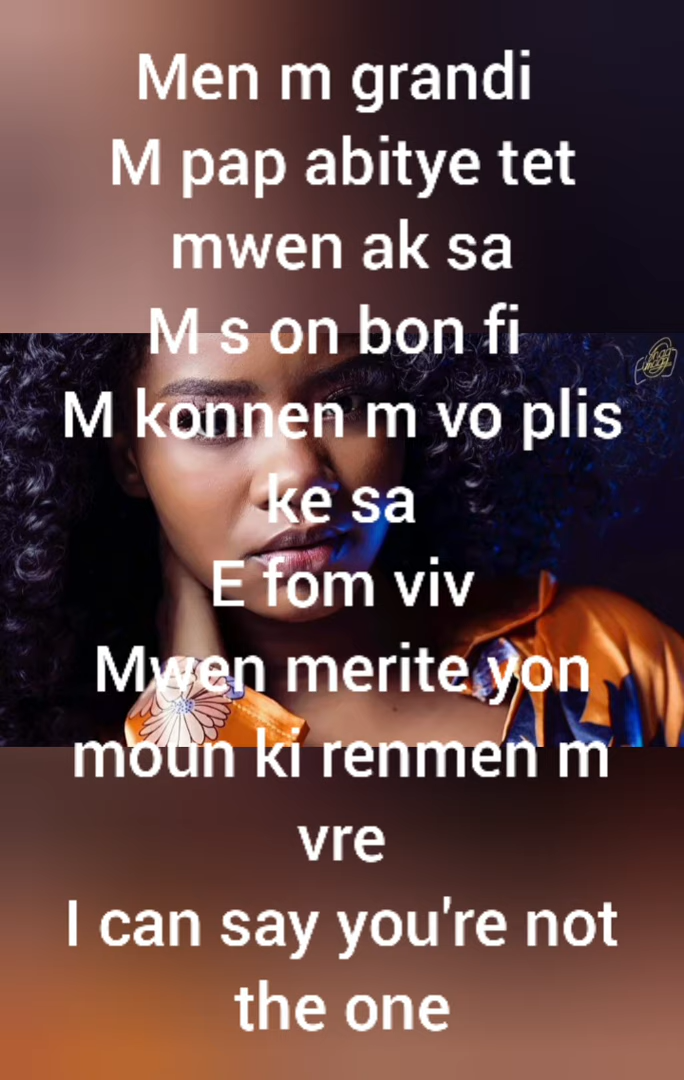 Men m grandi
M pap abitye tet
mwen ak sa
M s on bon fi
M konnen m vo plis
ke sa
E fom viv
Mwen merite yon
moun ki renmen m
vre
I can say you're not
the one